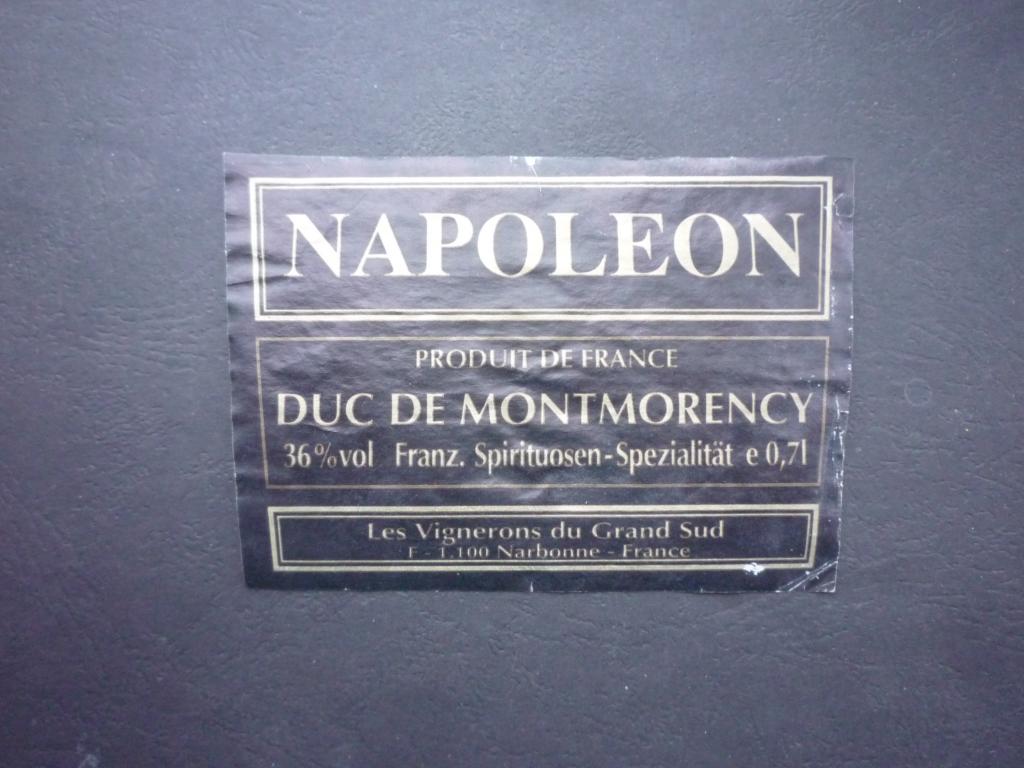 NAPOLEON
PRODUIT DE FRANCE
DUC DE MONTMORENCY
36%vol Franz. Spirituosen-Spezialität e 0,7l
Les Vignerons du Grand Sud
F - 1.100 Narbonne - France